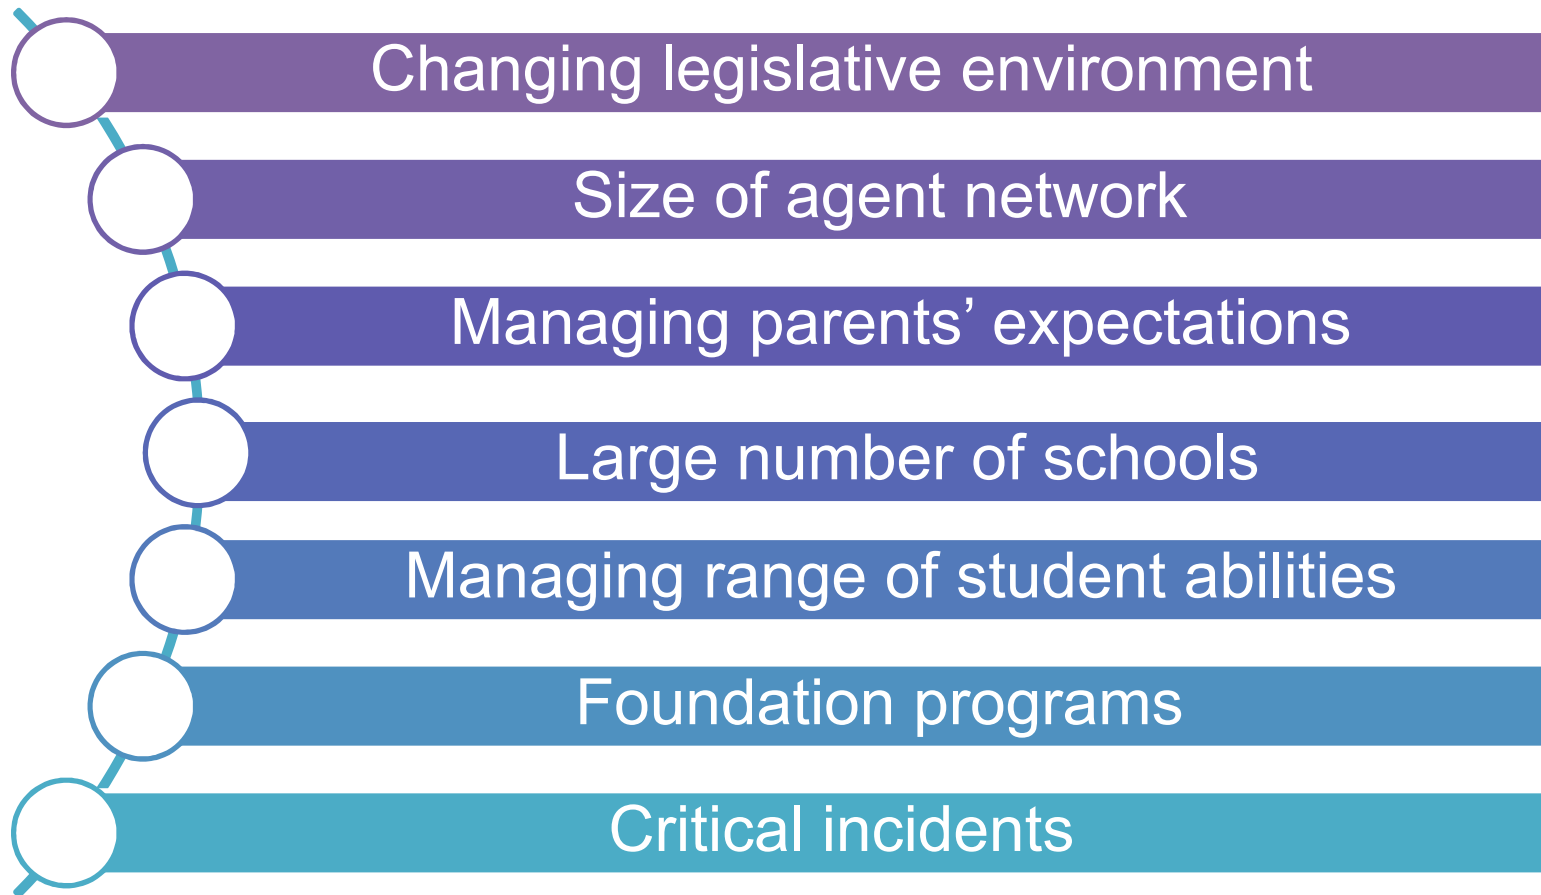 Changing legislative environment
Size of agent network
Managing parents’ expectations
Large number of schools
Managing range of student abilities
Foundation programs
Critical incidents